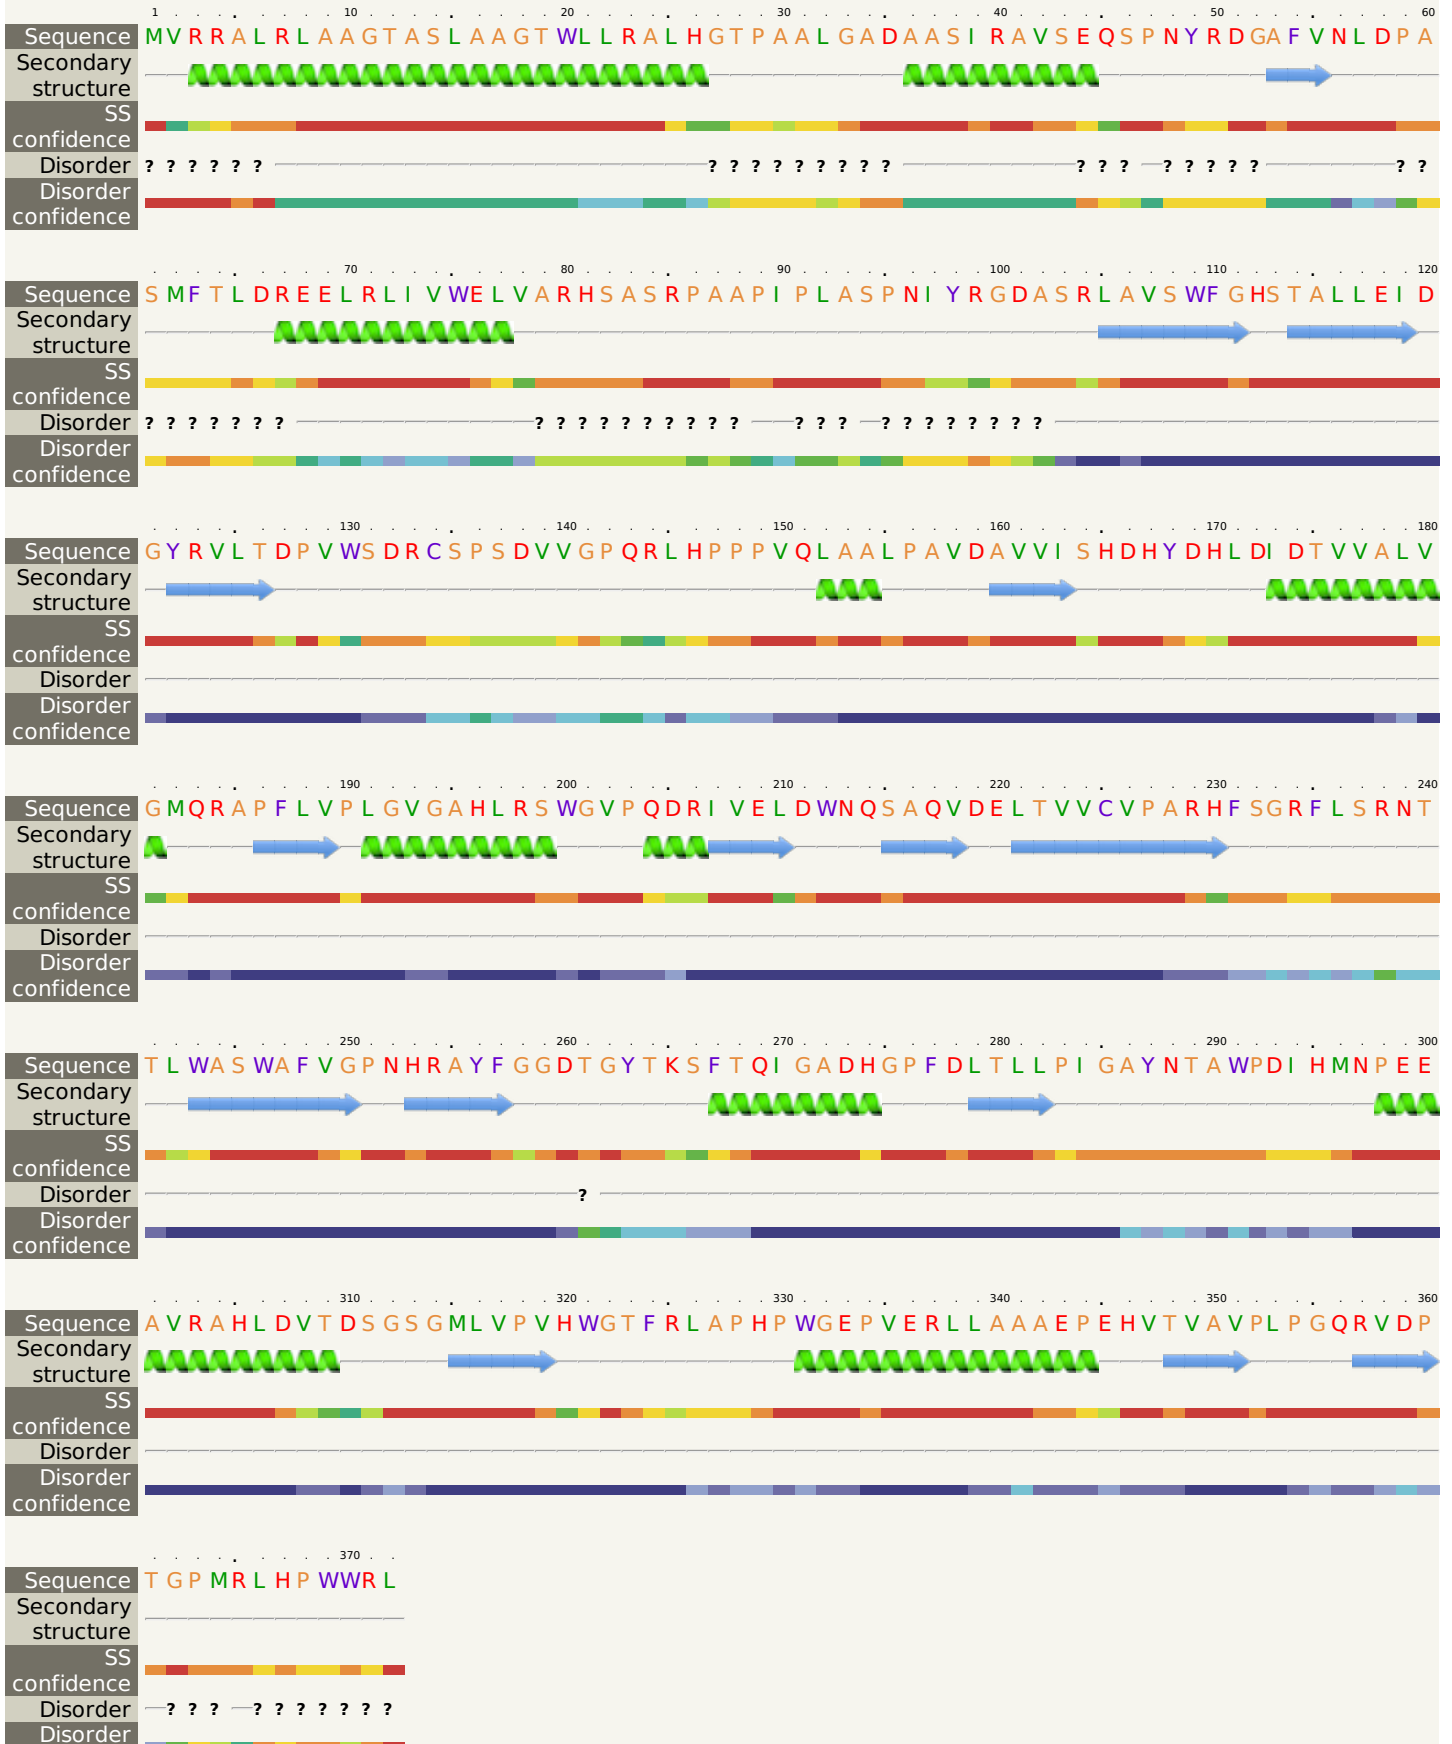 1 10 20 30 40 50 60
Sequence MVRRALRLAAGTASLAAGTWLLRALHGTPAALGADAASIRAVSEQSPNYRDGAFVNLDPA
Secondary
structure
SS
confidence
Disorder ? ? ? ? ? ? ? ? ? ? ? ? ? ? ? ? ? ? ? ? ? ? ? ? ?
Disorder
confidence
70 80 90 100 110 120
Sequence SMFTLDREELRLIVWELVARHSASRPAAPIPLASPNIYRGDASRLAVSWFGHSTALLEID
Secondary
structure
SS
confidence
Disorder ? ? ? ? ? ? ? ? ? ? ? ? ? ? ? ? ? ? ? ? ? ? ? ? ? ? ? ?
Disorder
confidence
130 140 150 160 170 180
Sequence GYRVLTDPVWSDRCSPSDVVGPQRLHPPPVQLAALPAVDAVVISHDHYDHLDIDTVVALV
Secondary
structure
SS
confidence
Disorder
Disorder
confidence
190 200 210 220 230 240
Sequence GMQRAPFLVPLGVGAHLRSWGVPQDRIVELDWNQSAQVDELTVVCVPARHFSGRFLSRNT
Secondary
structure
SS
confidence
Disorder
Disorder
confidence
250 260 270 280 290 300
Sequence TLWASWAFVGPNHRAYFGGDTGYTKSFTQIGADHGPFDLTLLPIGAYNTAWPDIHMNPEE
Secondary
structure
SS
confidence
Disorder ?
Disorder
confidence
310 320 330 340 350 360
Sequence AVRAHLDVTDSGSGMLVPVHWGTFRLAPHPWGEPVERLLAAAEPEHVTVAVPLPGQRVDP
Secondary
structure
SS
confidence
Disorder
Disorder
confidence
370
Sequence TGPMRLHPWWRL
Secondary
structure
SS
confidence
Disorder ? ? ? ? ? ? ? ? ? ?
Disorder